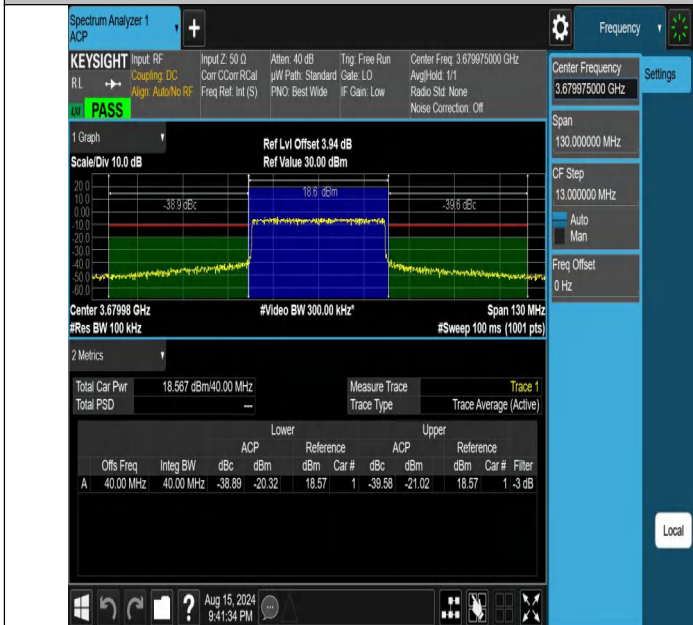 Spectrum Analyzer 1
ACP
Frequency
KEYSIGHT
RL
Input: RF
Coupling: DC
Align: Auto/No RF
Input Z: 50 Ω
Corr CCorr RCal
Freq Ref: Int (S)
Atten: 40 dB
µW Path: Standard
PNO: Best Wide
Trig: Free Run
Gate: LO
IF Gain: Low
Center Freq: 3.679975000 GHz
Avg|Hold: 1/1
Radio Std: None
Noise Correction: Off
PASS
1 Graph
Scale/Div 10.0 dB
Ref Lvl Offset 3.94 dB
Ref Value 30.00 dBm
20.0
10.0
0.00
-10.0
-20.0
-30.0
-40.0
-50.0
-60.0
-38.9 dBc
18.6 dBm
-39.6 dBc
Center 3.67998 GHz
#Video BW 300.00 kHz*
Span 130 MHz
#Res BW 100 kHz
#Sweep 100 ms (1001 pts)
2 Metrics
Total Car Pwr 18.567 dBm/40.00 MHz
Total PSD ---
Measure Trace Trace 1
Trace Type Trace Average (Active)
Lower Upper
ACP Reference ACP Reference
Offs Freq Integ BW dBc dBm dBm Car # dBc dBm dBm Car # Filter
A 40.00 MHz 40.00 MHz -38.89 -20.32 18.57 1 -39.58 -21.02 18.57 1 -3 dB
Center Frequency
3.679975000 GHz
Settings
Span
130.000000 MHz
CF Step
13.000000 MHz
Auto
Man
Freq Offset
0 Hz
Local
?
Aug 15, 2024
9:41:34 PM